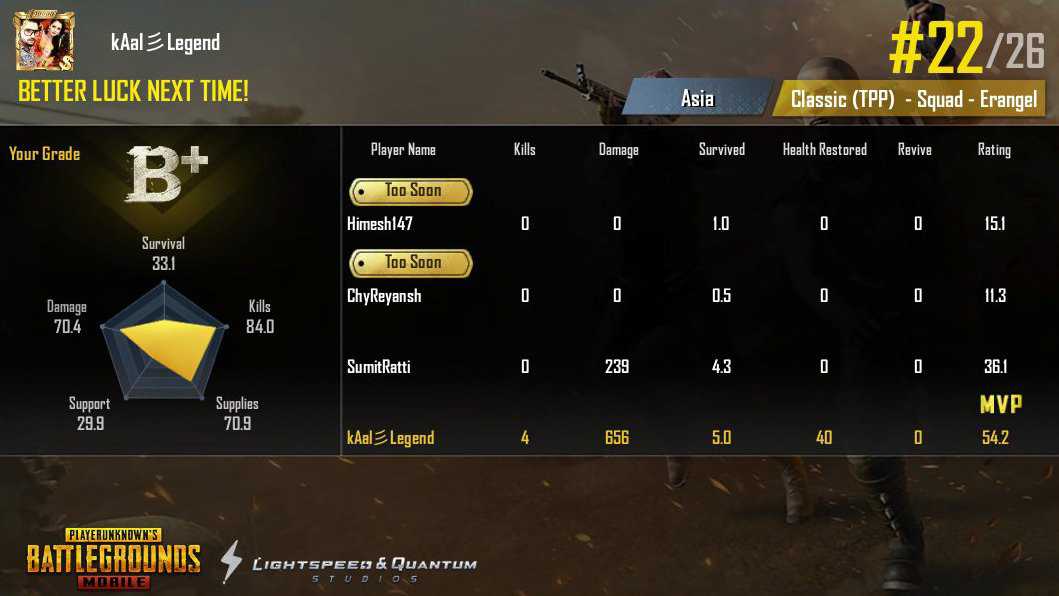 kAal彡Legend
#22/26
BETTER LUCK NEXT TIME!
Asia
Classic (TPP) - Squad - Erangel
Your Grade
B+
Survival
33.1
Damage
70.4
Kills
84.0
Support
29.9
Supplies
70.9
Player Name Kills Damage Survived Health Restored Revive Rating
Too Soon
Himesh147 0 0 1.0 0 0 15.1
Too Soon
ChyReyansh 0 0 0.5 0 0 11.3
SumitRatti 0 239 4.3 0 0 36.1
MVP
kAal彡Legend 4 656 5.0 40 0 54.2
PLAYERUNKNOWN'S
BATTLEGROUNDS
MOBILE
LIGHTSPEED & QUANTUM
STUDIOS